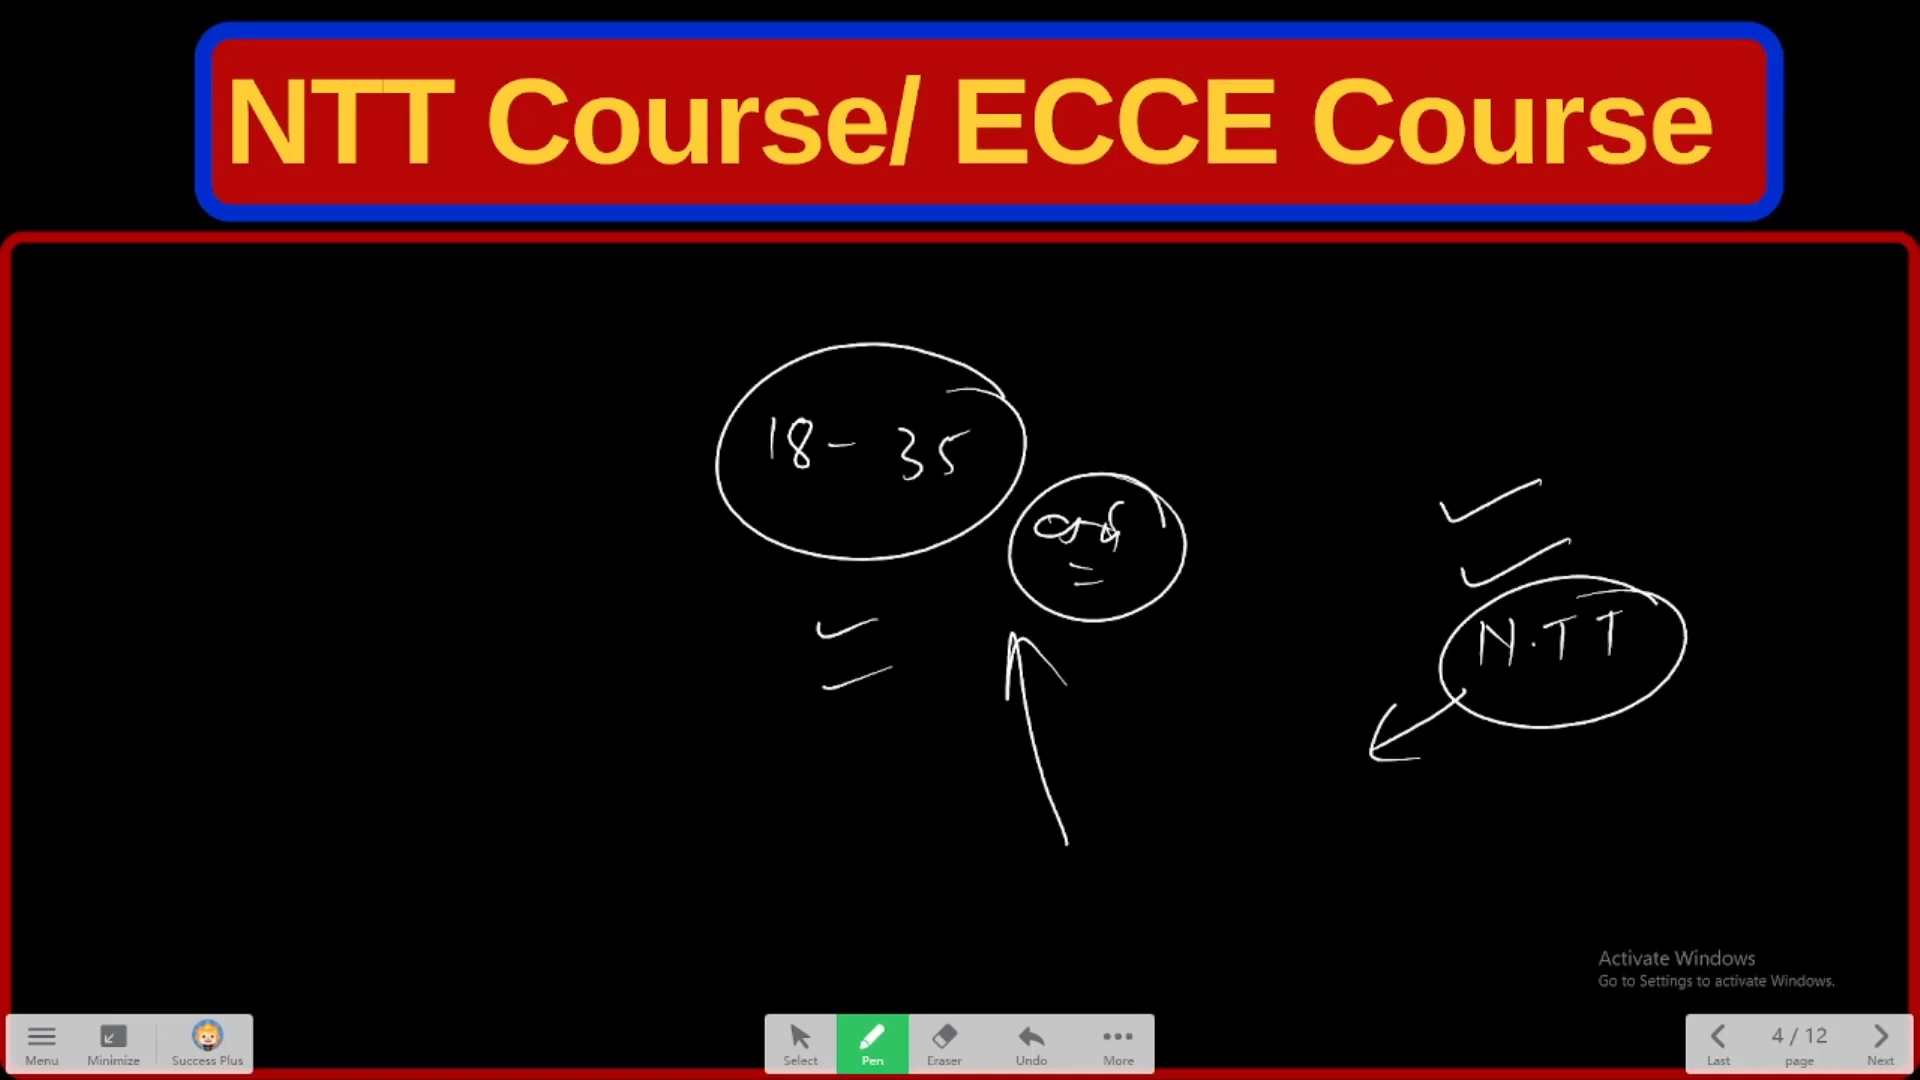 NTT Course/ ECCE Course
18- 35
N.TT
Activate Windows
Go to Settings to activate Windows.
Menu
Minimize
Success Plus
Select
Pen
Eraser
Undo
More
Last
4 / 12
page
Next